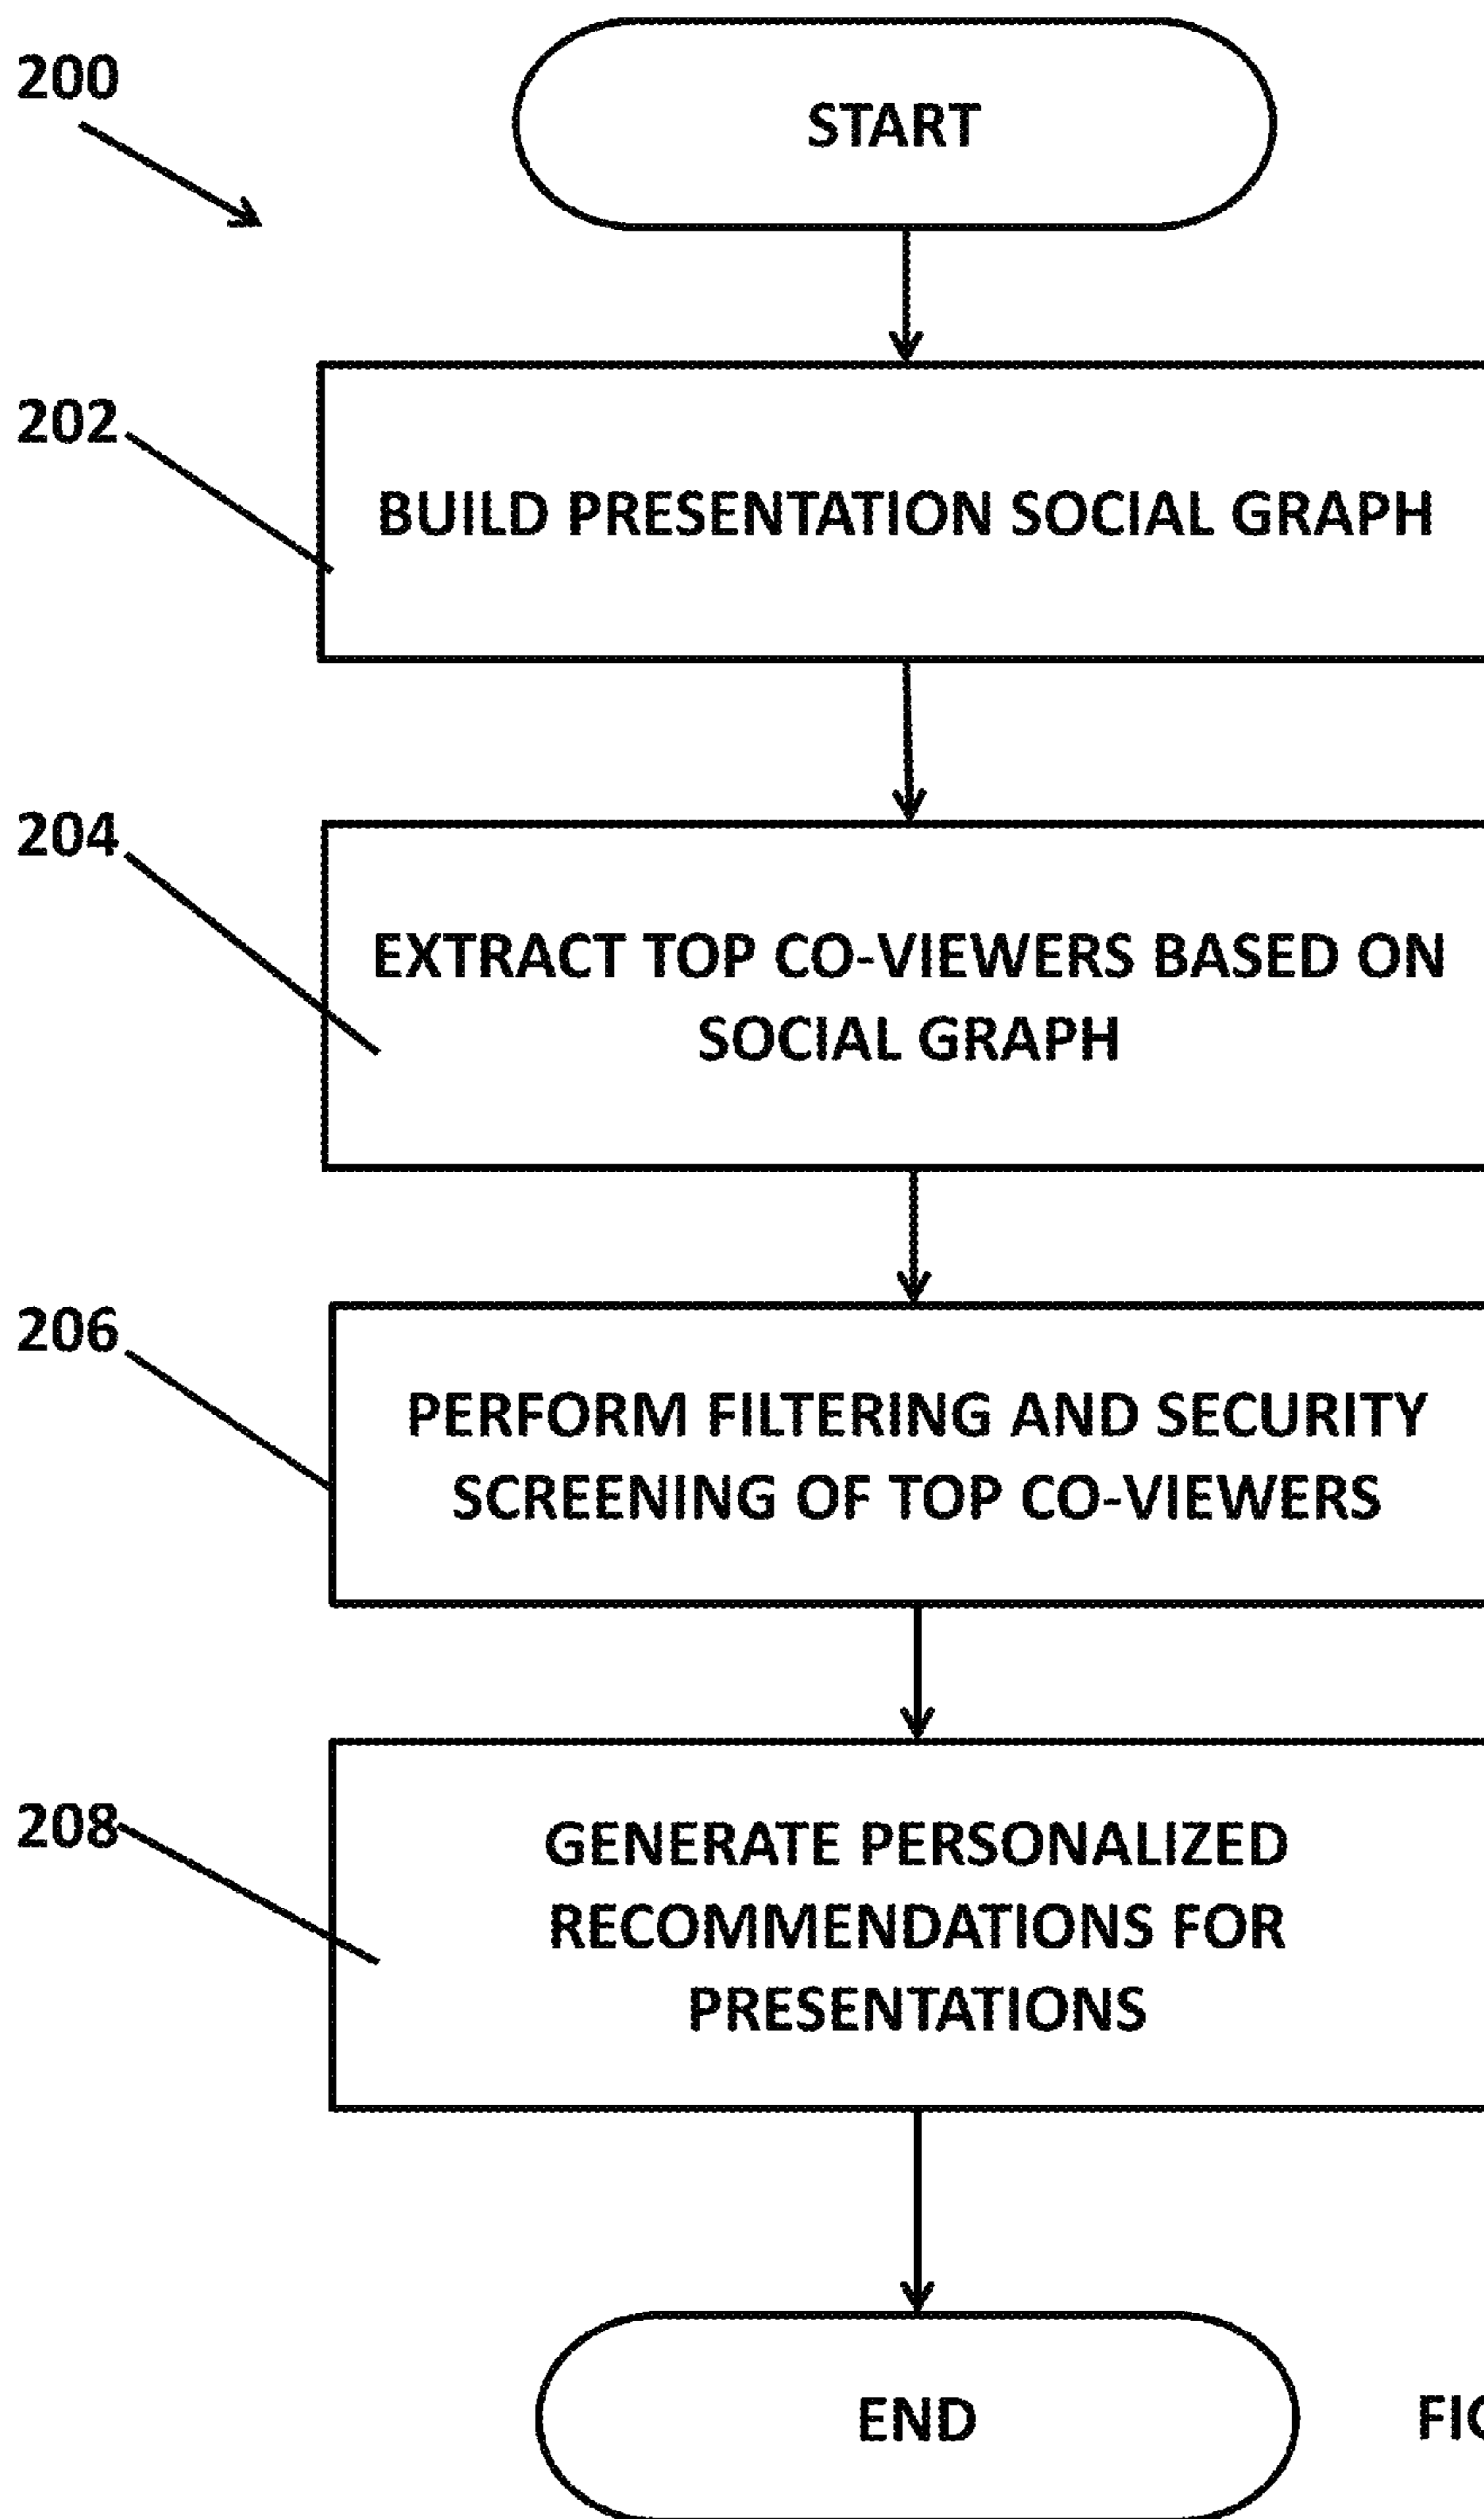 200
START
202
BUILD PRESENTATION SOCIAL GRAPH
204
EXTRACT TOP CO-VIEWERS BASED ON
SOCIAL GRAPH
206
PERFORM FILTERING AND SECURITY
SCREENING OF TOP CO-VIEWERS
208
GENERATE PERSONALIZED
RECOMMENDATIONS FOR
PRESENTATIONS
END